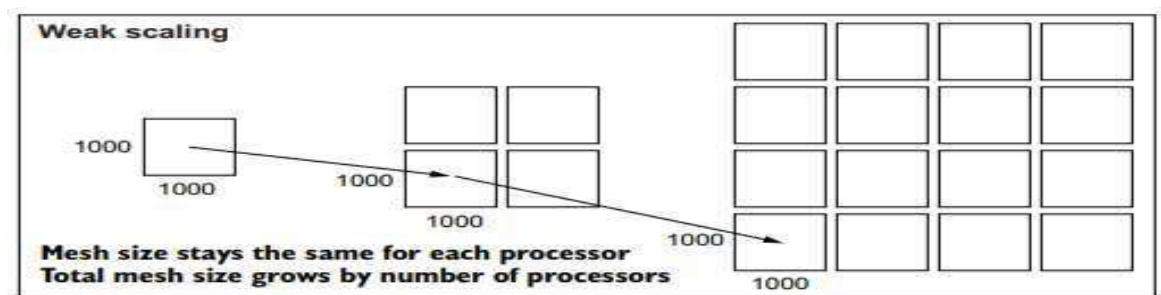 Weak scaling
1000
1000
1000
1000
1000
1000
Mesh size stays the same for each processor
Total mesh size grows by number of processors